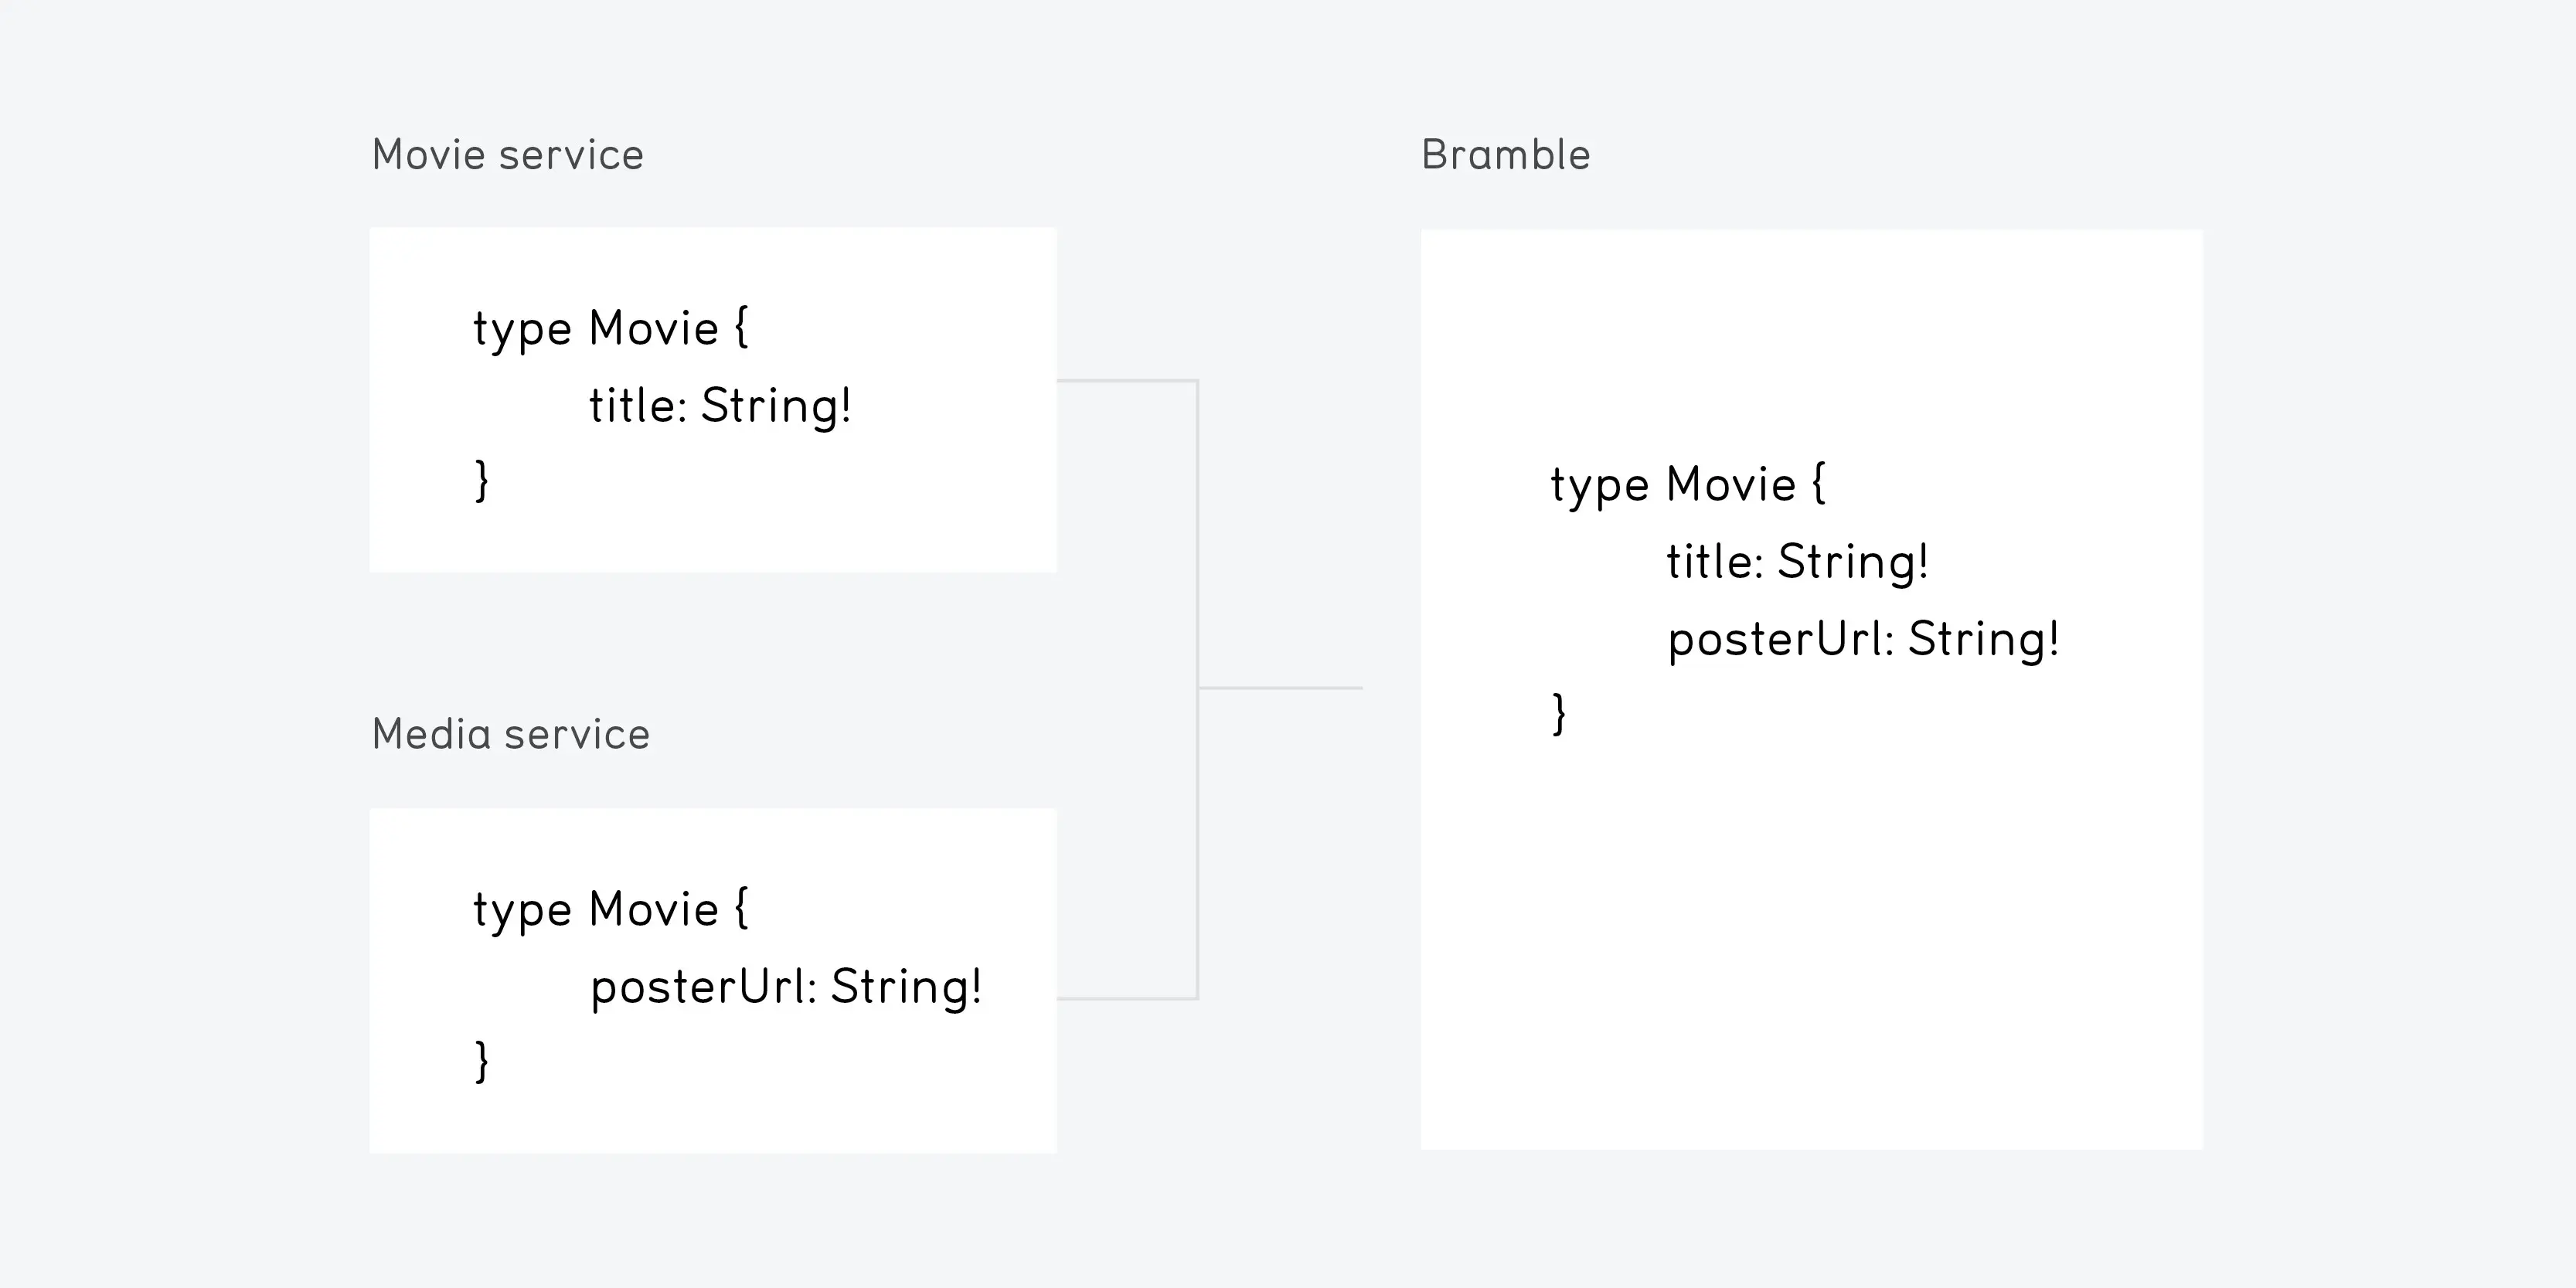 Movie service
type Movie {
title: String!
}
Media service
type Movie {
posterUrl: String!
}
Bramble
type Movie {
title: String!
posterUrl: String!
}